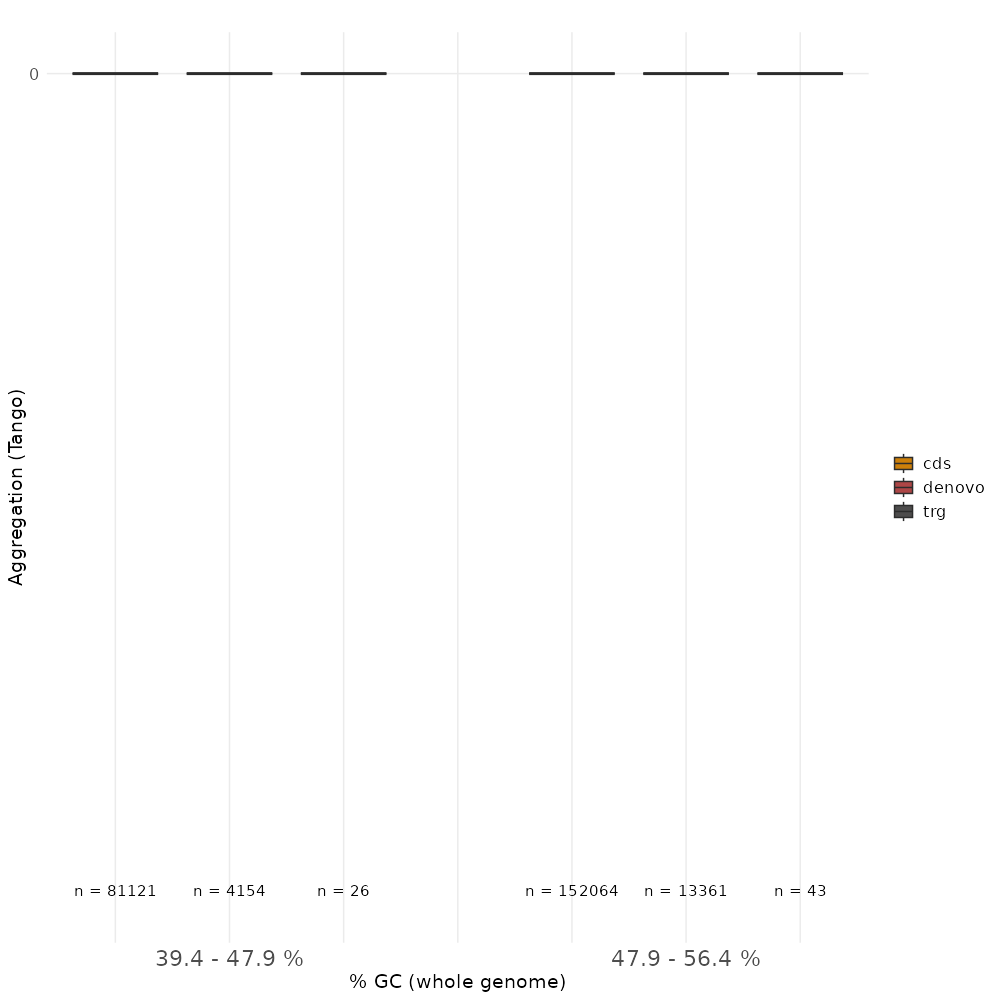 0
Aggregation (Tango)
n = 81121
n = 4154
n = 26
n = 152064
n = 13361
n = 43
39.4 - 47.9 %
47.9 - 56.4 %
% GC (whole genome)
cds
denovo
trg